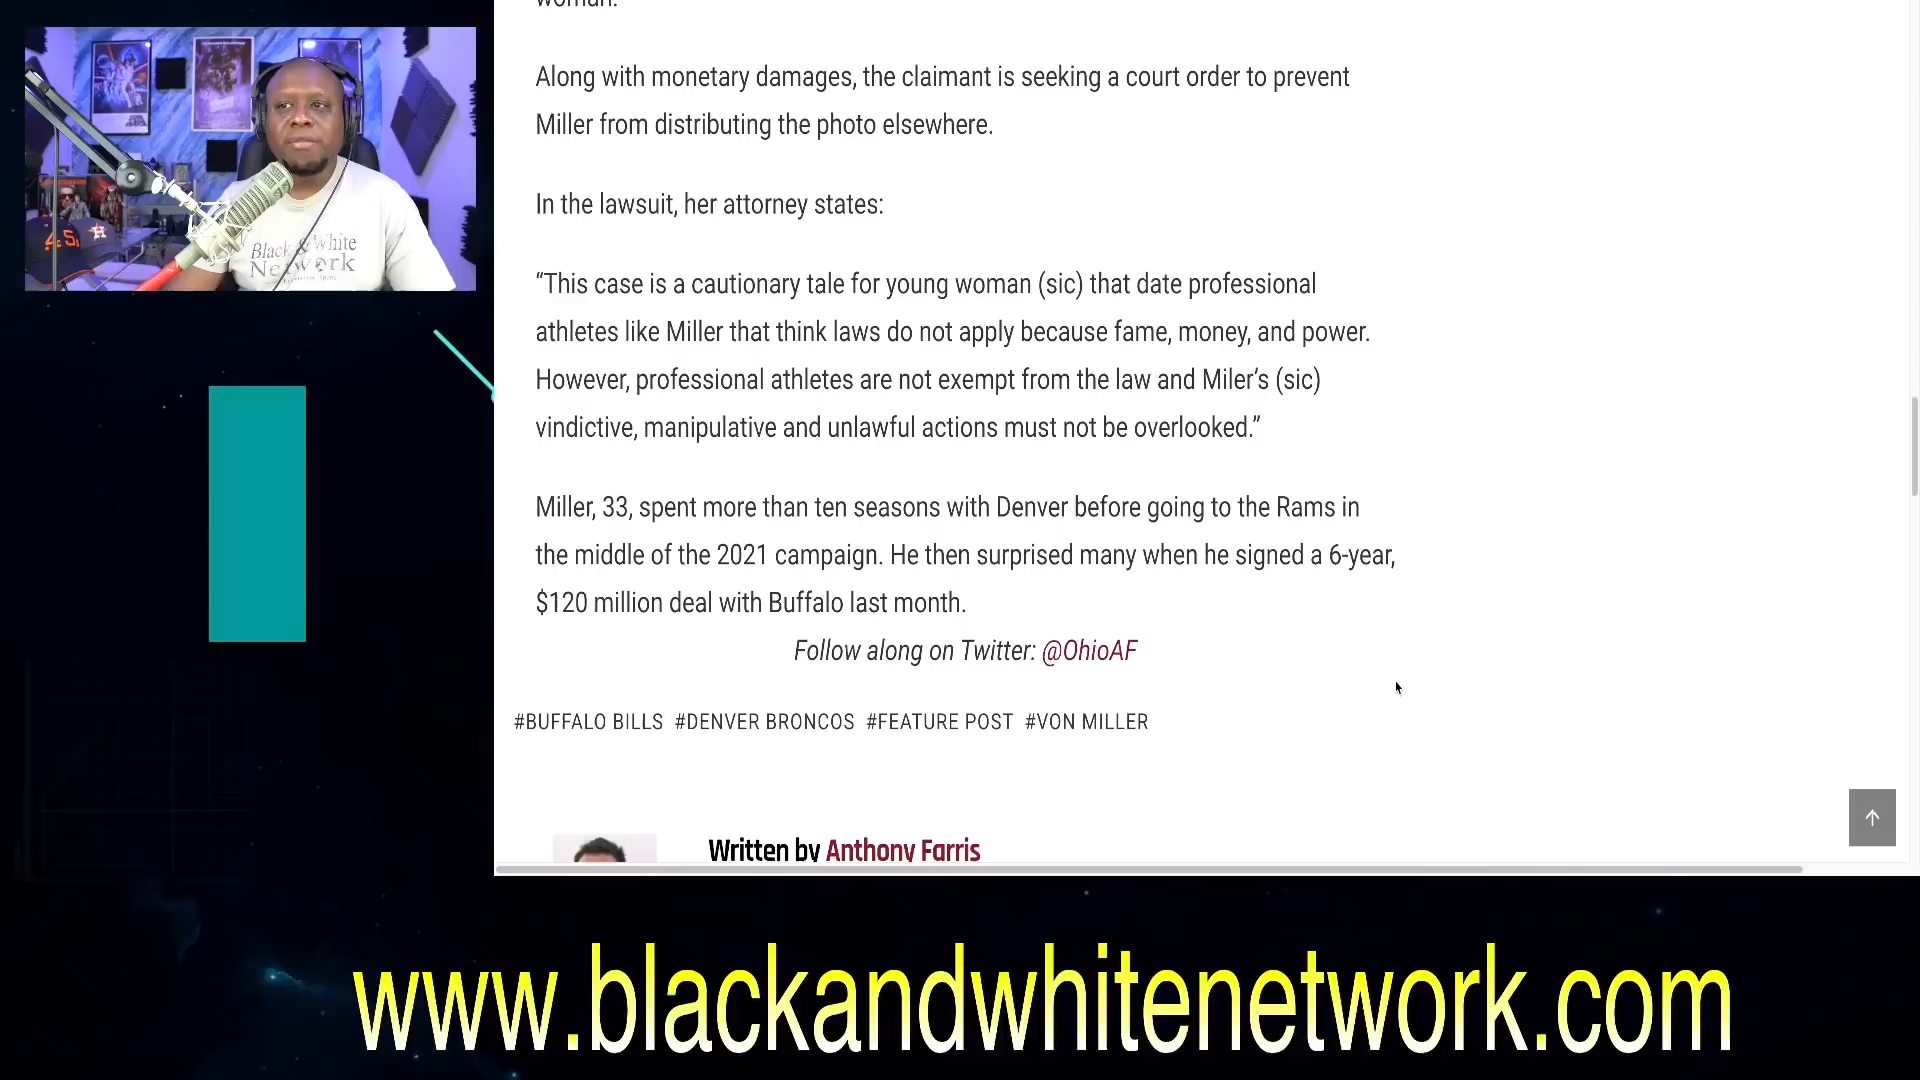 woman.
Along with monetary damages, the claimant is seeking a court order to prevent
Miller from distributing the photo elsewhere.
In the lawsuit, her attorney states:
“This case is a cautionary tale for young woman (sic) that date professional
athletes like Miller that think laws do not apply because fame, money, and power.
However, professional athletes are not exempt from the law and Miler’s (sic)
vindictive, manipulative and unlawful actions must not be overlooked.”
Miller, 33, spent more than ten seasons with Denver before going to the Rams in
the middle of the 2021 campaign. He then surprised many when he signed a 6-year,
$120 million deal with Buffalo last month.
Follow along on Twitter: @OhioAF
#BUFFALO BILLS #DENVER BRONCOS #FEATURE POST #VON MILLER
Written by Anthony Farris
Black & White
Network
45
H
www.blackandwhitenetwork.com